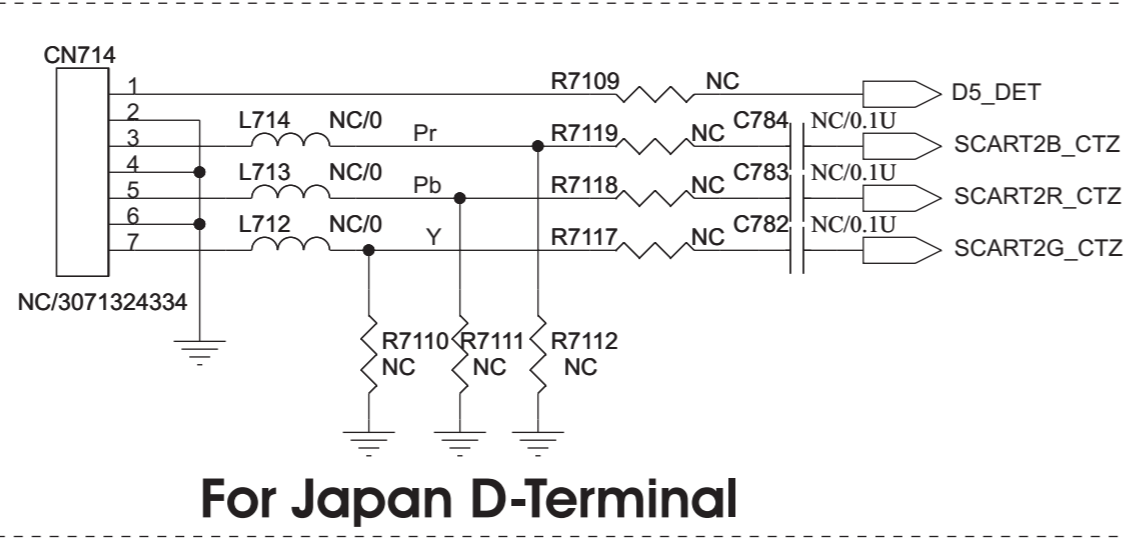 CN714
1 R7109 NC D5_DET
2
3 L714 NC/0 Pr R7119 NC C784 NC/0.1U SCART2B_CTZ
4
5 L713 NC/0 Pb R7118 NC C783 NC/0.1U SCART2R_CTZ
6
7 L712 NC/0 Y R7117 NC C782 NC/0.1U SCART2G_CTZ
NC/3071324334
R7110 R7111 R7112
NC NC NC
For Japan D-Terminal